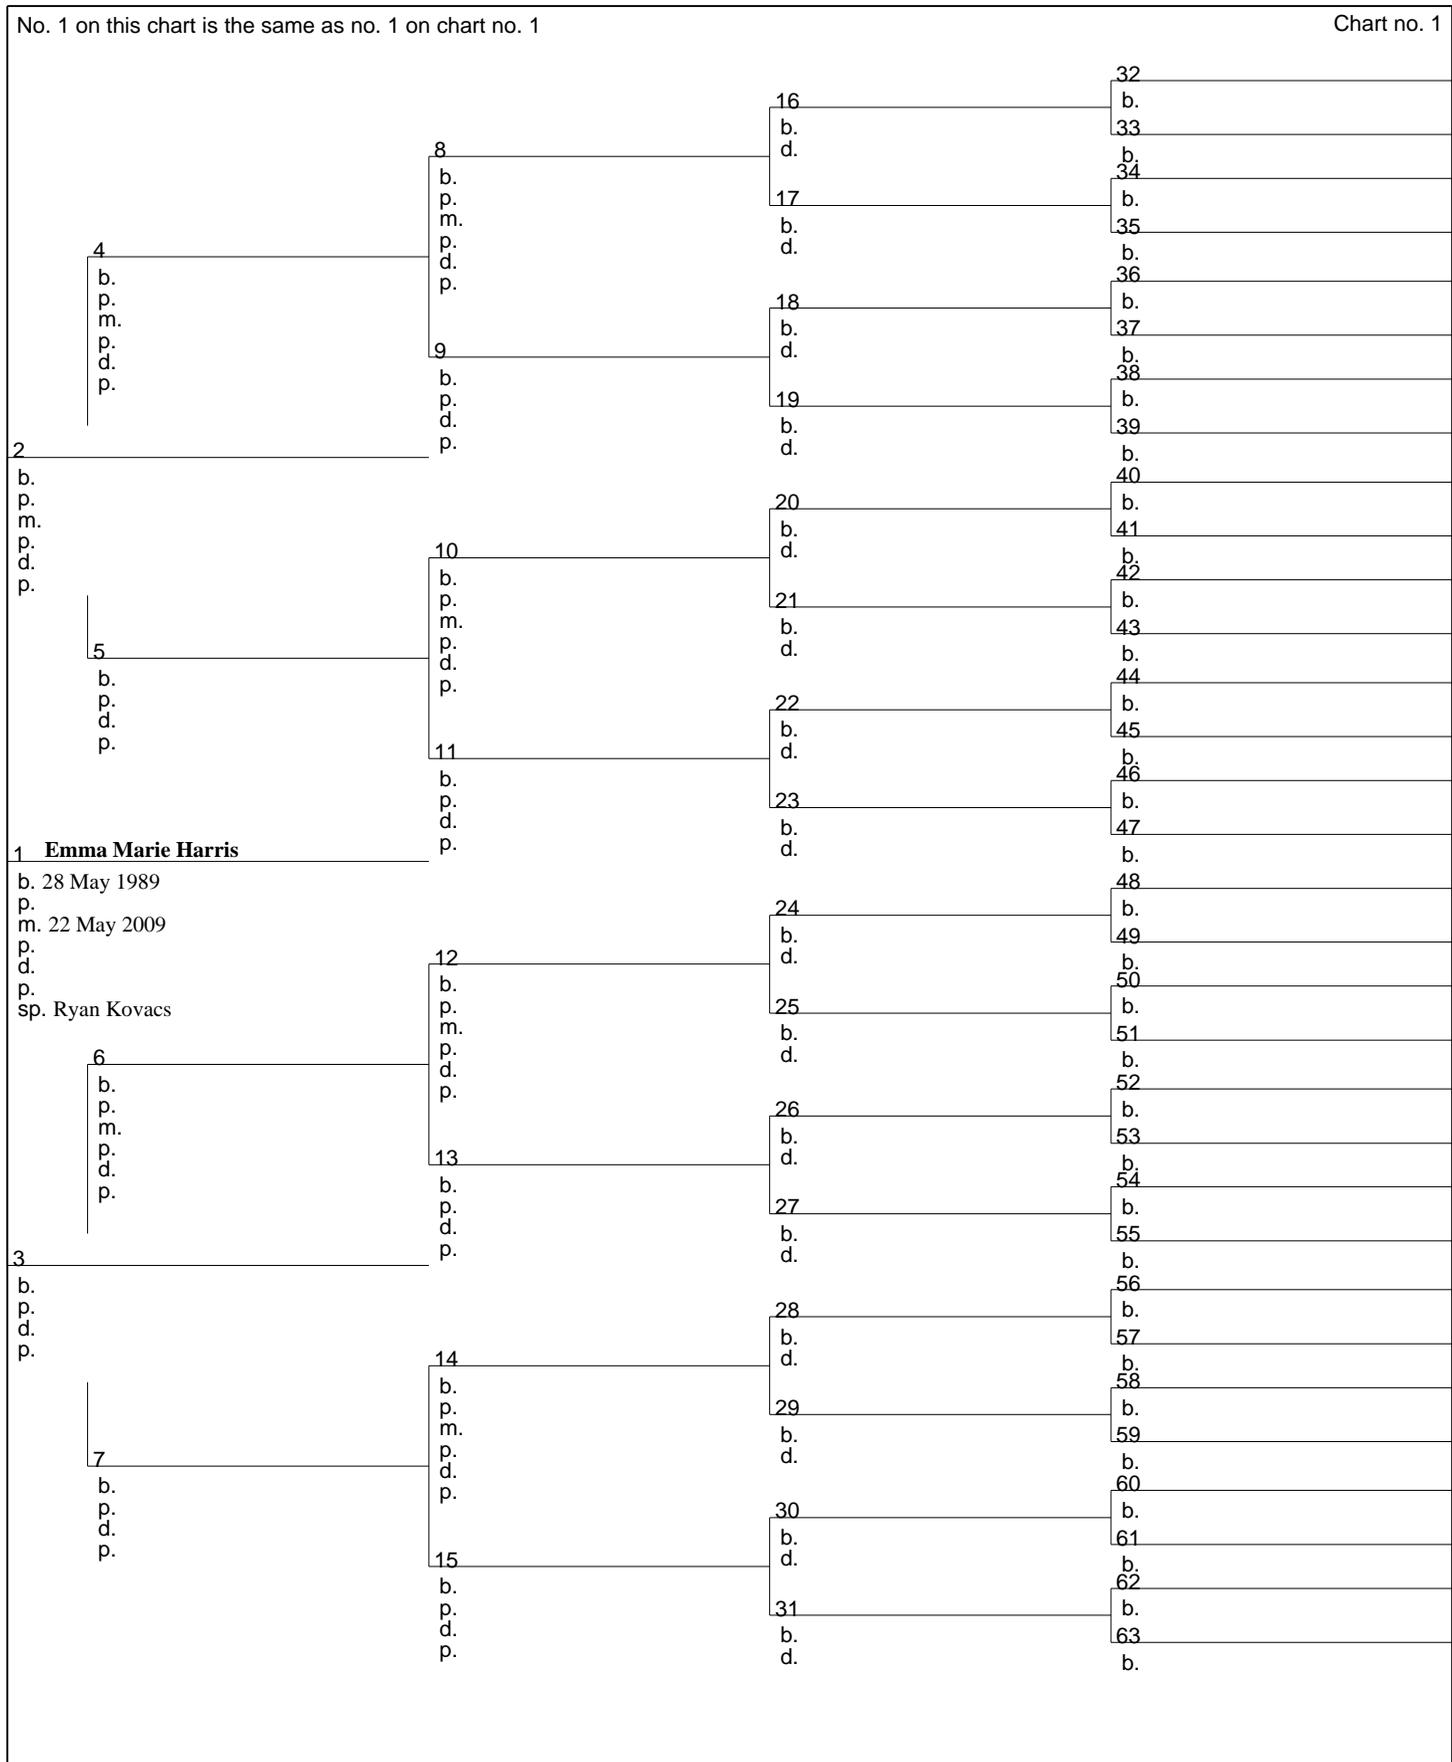 No. 1 on this chart is the same as no. 1 on chart no. 1
Chart no. 1
2
b.
p.
m.
p.
d.
p.
1 Emma Marie Harris
b. 28 May 1989
p.
m. 22 May 2009
p.
d.
p.
sp. Ryan Kovacs
3
b.
p.
d.
p.
4
b.
p.
m.
p.
d.
p.
5
b.
p.
d.
p.
6
b.
p.
m.
p.
d.
p.
7
b.
p.
d.
p.
8
b.
p.
m.
p.
d.
p.
9
b.
p.
d.
p.
10
b.
p.
m.
p.
d.
p.
11
b.
p.
d.
p.
12
b.
p.
m.
p.
d.
p.
13
b.
p.
d.
p.
14
b.
p.
m.
p.
d.
p.
15
b.
p.
d.
p.
16
b.
d.
17
b.
d.
18
b.
d.
19
b.
d.
20
b.
d.
21
b.
d.
22
b.
d.
23
b.
d.
24
b.
d.
25
b.
d.
26
b.
d.
27
b.
d.
28
b.
d.
29
b.
d.
30
b.
d.
31
b.
d.
32
b.
33
b.
34
b.
35
b.
36
b.
37
b.
38
b.
39
b.
40
b.
41
b.
42
b.
43
b.
44
b.
45
b.
46
b.
47
b.
48
b.
49
b.
50
b.
51
b.
52
b.
53
b.
54
b.
55
b.
56
b.
57
b.
58
b.
59
b.
60
b.
61
b.
62
b.
63
b.